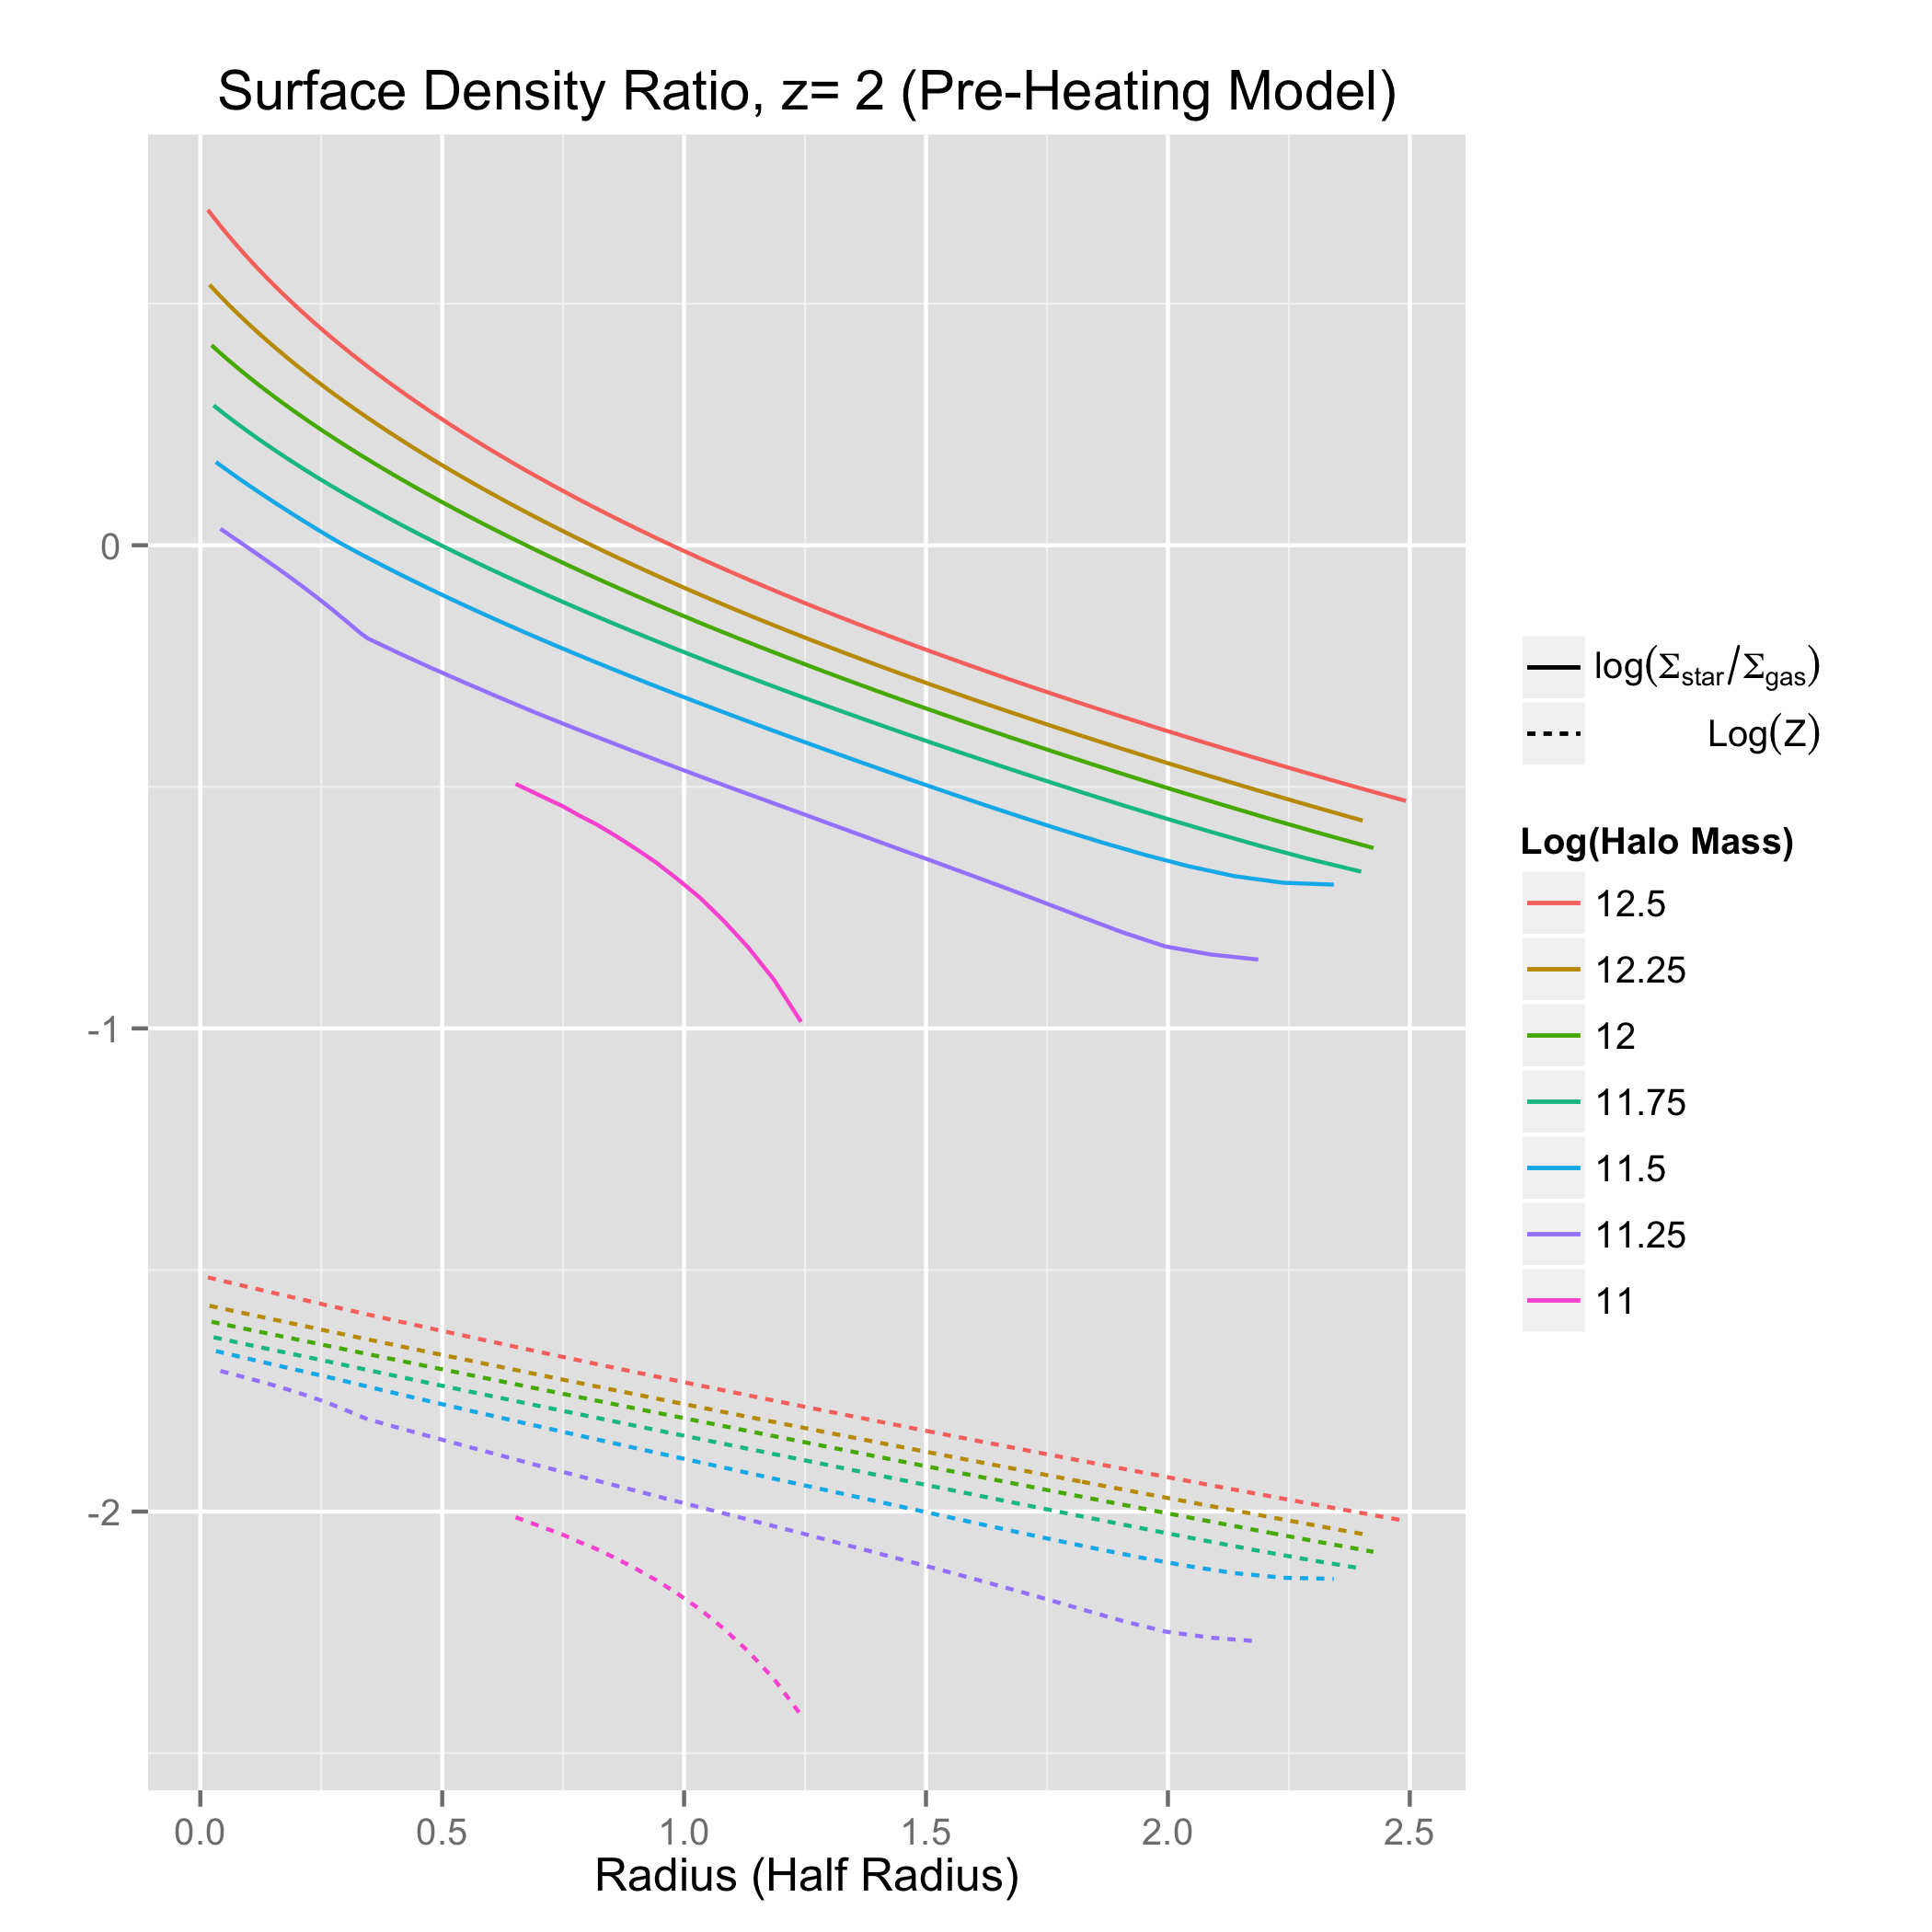 Surface Density Ratio, z= 2 (Pre-Heating Model)
0
-1
-2
0.0 0.5 1.0 1.5 2.0 2.5
Radius (Half Radius)
log(Σstar/Σgas)
Log(Z)
Log(Halo Mass)
12.5
12.25
12
11.75
11.5
11.25
11